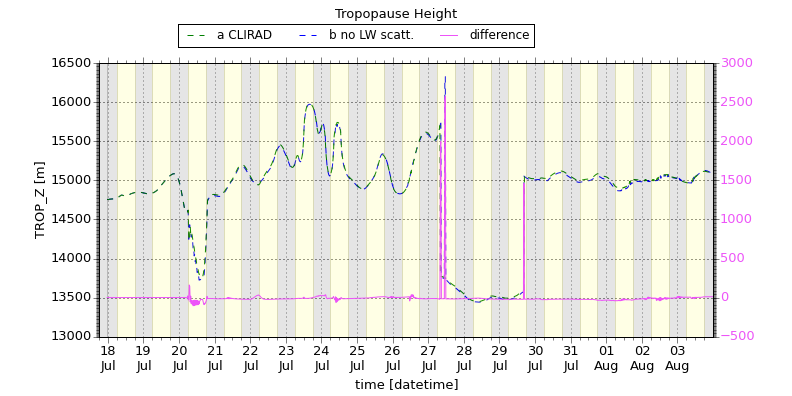 Tropopause Height
a CLIRAD b no LW scatt. difference
16500 3000
16000 2500
15500 2000
15000 1500
14500 1000
14000 500
13500 0
13000 −500
TROP_Z [m]
18 19 20 21 22 23 24 25 26 27 28 29 30 31 01 02 03
Jul Jul Jul Jul Jul Jul Jul Jul Jul Jul Jul Jul Jul Jul Aug Aug Aug
time [datetime]